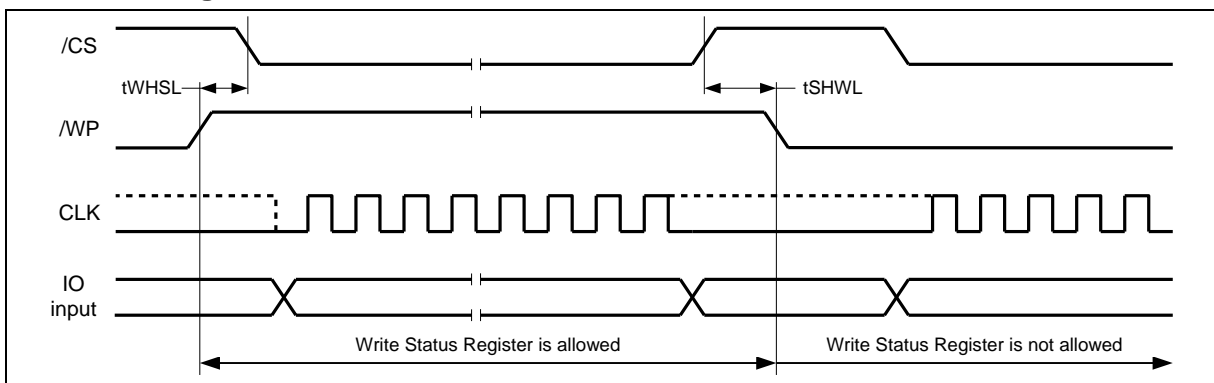 /CS
tWHSL
tSHWL
/WP
CLK
IO
input
Write Status Register is allowed
Write Status Register is not allowed